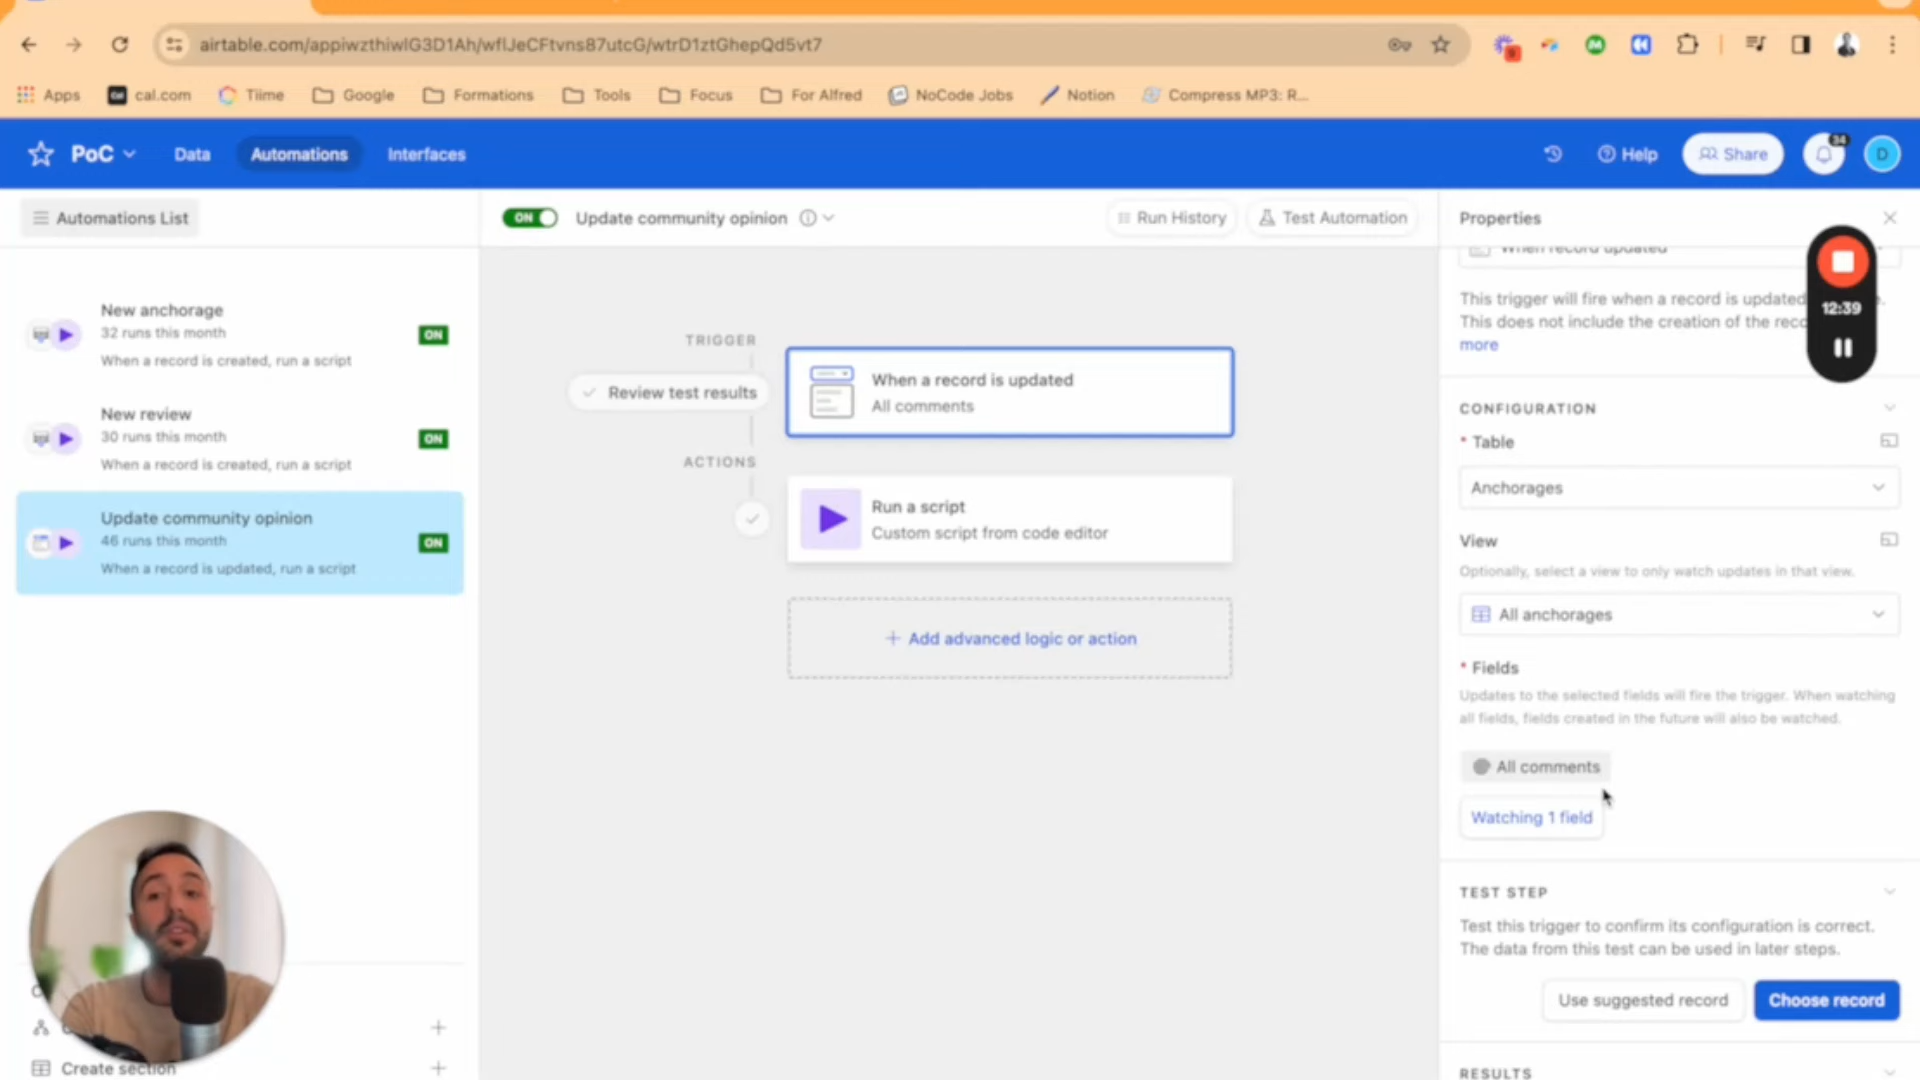 airtable.com/appiwzthiwlG3D1Ah/wflJeCFtvns87utcG/wtrD1ztGhepQd5vt7
Apps
cal.com
Tiime
Google
Formations
Tools
Focus
For Alfred
NoCode Jobs
Notion
Compress MP3: R...
PoC
Data
Automations
Interfaces
Help
Share
34
D
Automations List
ON
Update community opinion
Run History
Test Automation
Properties
New anchorage
32 runs this month
When a record is created, run a script
ON
New review
30 runs this month
When a record is created, run a script
ON
Update community opinion
46 runs this month
When a record is updated, run a script
ON
Create section
TRIGGER
Review test results
When a record is updated
All comments
ACTIONS
Run a script
Custom script from code editor
+ Add advanced logic or action
When record updated
This trigger will fire when a record is updated
This does not include the creation of the
more
12:39
CONFIGURATION
* Table
Anchorages
View
Optionally, select a view to only watch updates in that view.
All anchorages
* Fields
Updates to the selected fields will fire the trigger. When watching
all fields, fields created in the future will also be watched.
All comments
Watching 1 field
TEST STEP
Test this trigger to confirm its configuration is correct.
The data from this test can be used in later steps.
Use suggested record
Choose record
RESULTS